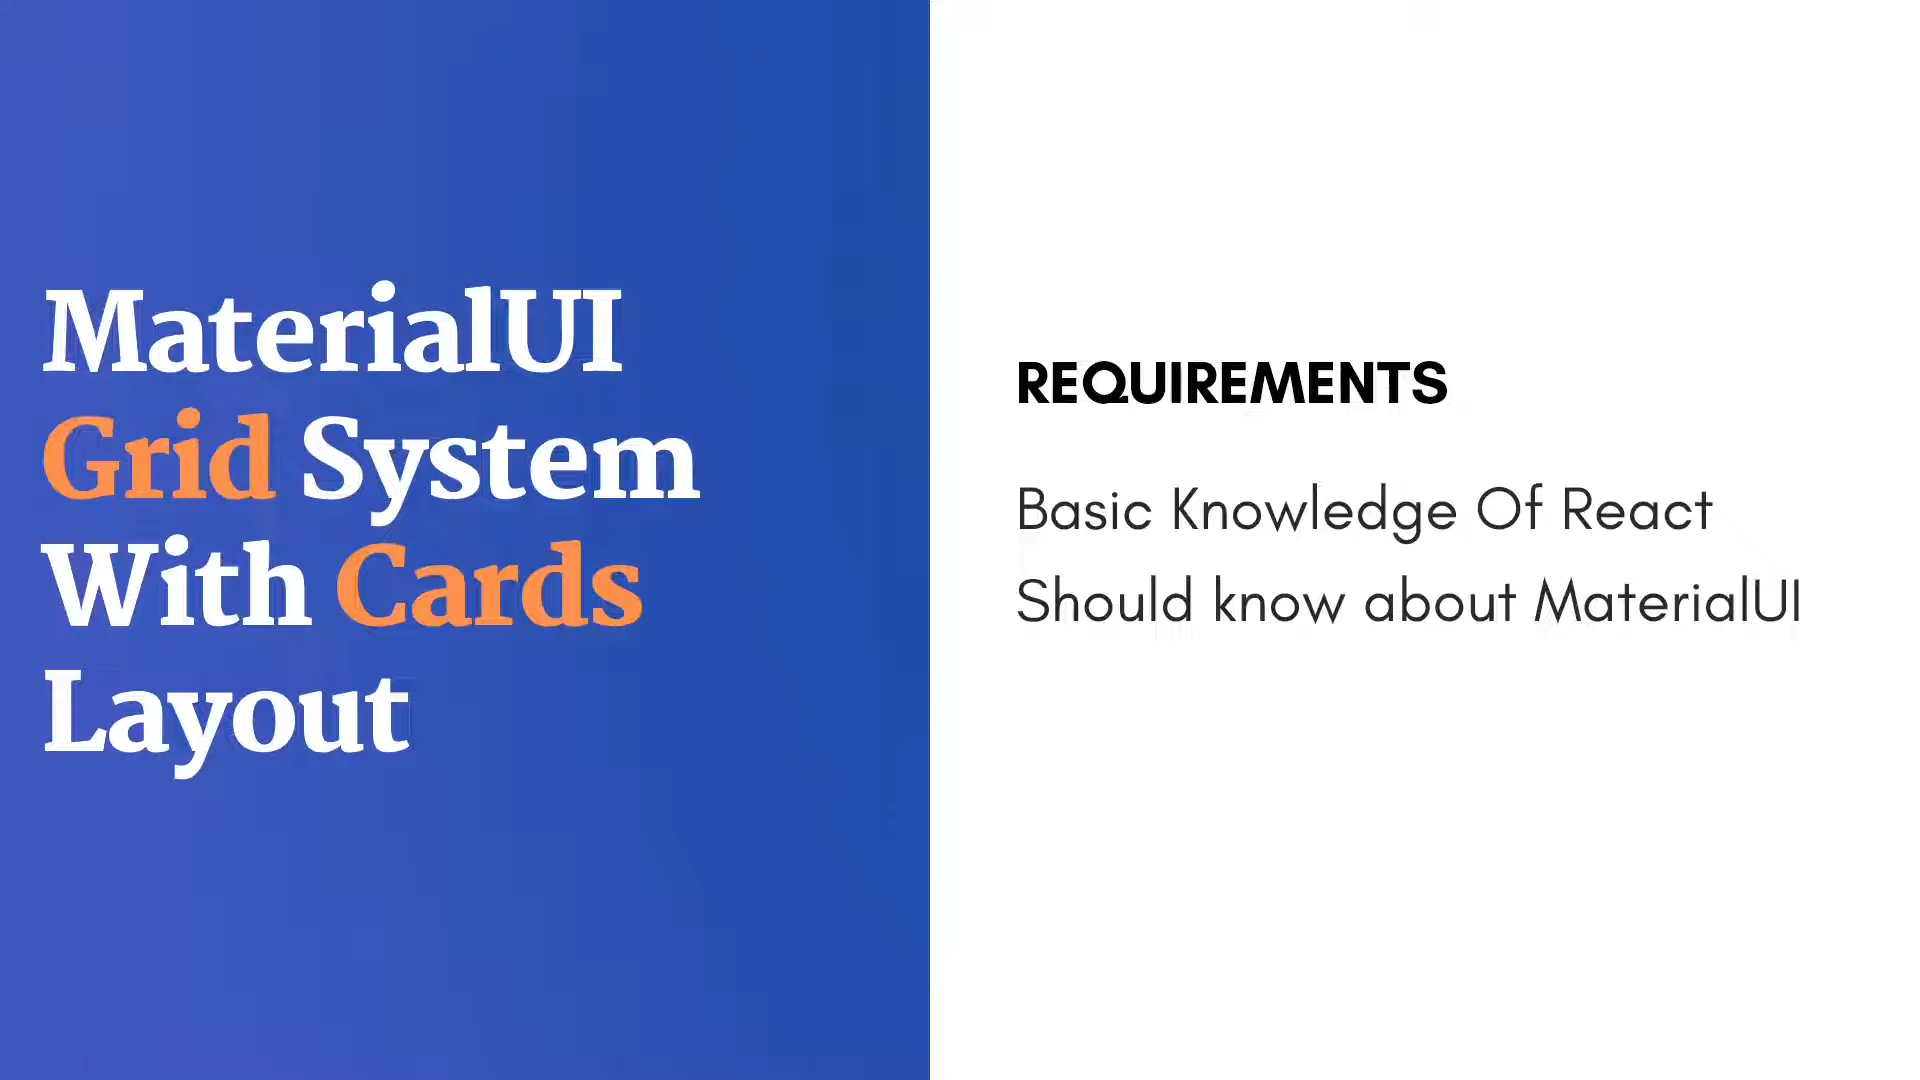 MaterialUI
Grid System
With Cards
Layout
REQUIREMENTS
Basic Knowledge Of React
Should know about MaterialUI